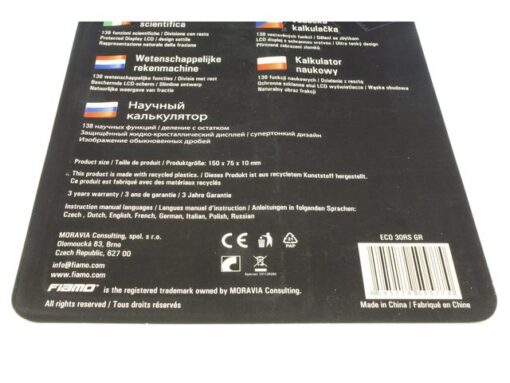 scientifica
kalkulačka
138 funzioni scientifiche / Divisione con resto
Protected Display LCD / design sottile
Rappresentazione naturale della frazione
138 vestavěných funkcí / Dělení se zbytkem
LCD displej s ochrannou vrstvou / Ultra tenký design
Přirozené zobrazení zlomků
Wetenschappelijke
rekenmachine
138 wetenschappelijke functies / Divisie met rest
Beschermde LCD-scherm / Slimline ontwerp
Natuurlijke weergave van fractie
Kalkulator
naukowy
138 funkcji naukowych / Dzielenie z resztą
Ochronne szklenie etui LCD wyświetlacza / Wąska obudowa
Naturalny obraz frakcji
Научный
калькулятор
138 научных функций / деление с остатком
Защищённый жидко-кристаллический дисплей / супертонкий дизайн
Изображение обыкновенных дробей
Product size / Taille de produit / Produktgröße: 150 x 75 x 10 mm
This product is made with recycled plastics. / Dieses Produkt ist aus recyceltem Kunststoff hergestellt.
Ce produit est fabriqué avec des matériaux recyclés
3 years warranty / 3 ans de garantie / 3 Jahre Garantie
Instruction manual languages / Langues manuel d'instruction / Anleitungen in folgenden Sprachen:
Czech , Dutch, English, French, German, Italian, Polish, Russian
MORAVIA Consulting, spol. s r.o.
Olomoucká 83, Brno
Czech Republic, 627 00
info@fiamo.com
www.fiamo.com
CE
PAP
ECO 30RS GR
FIAMO is the registered trademark owned by MORAVIA Consulting.
All rights reserved / Tous droits réservés
Made in China / Fabriqué en Chine